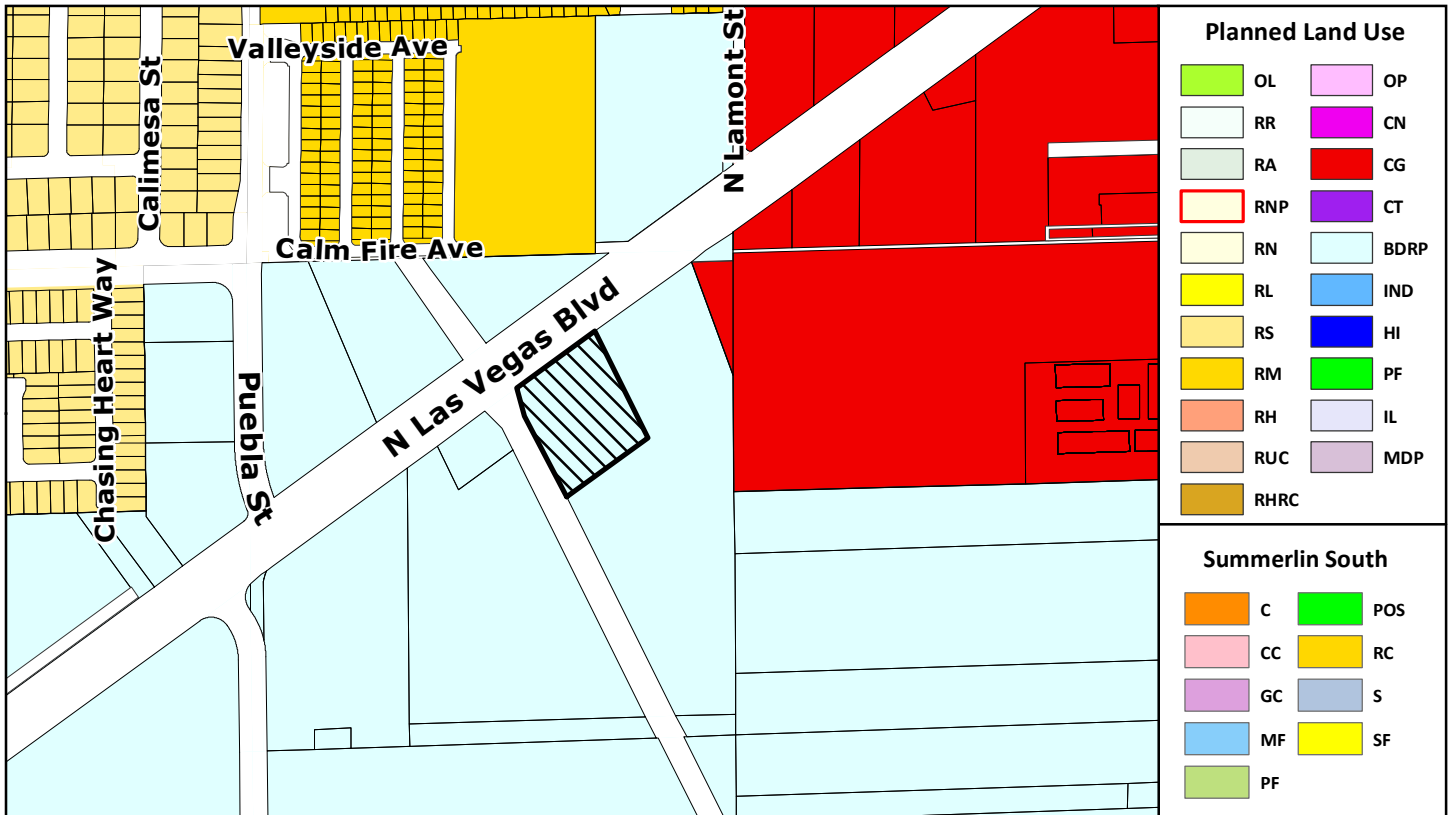 Valleyside Ave
Calimesa St
N Lamont St
Calm Fire Ave
Chasing Heart Way
Puebla St
N Las Vegas Blvd
Planned Land Use
OL OP
RR CN
RA CG
RNP CT
RN BDRP
RL IND
RS HI
RM PF
RH IL
RUC MDP
RHRC
Summerlin South
C POS
CC RC
GC S
MF SF
PF